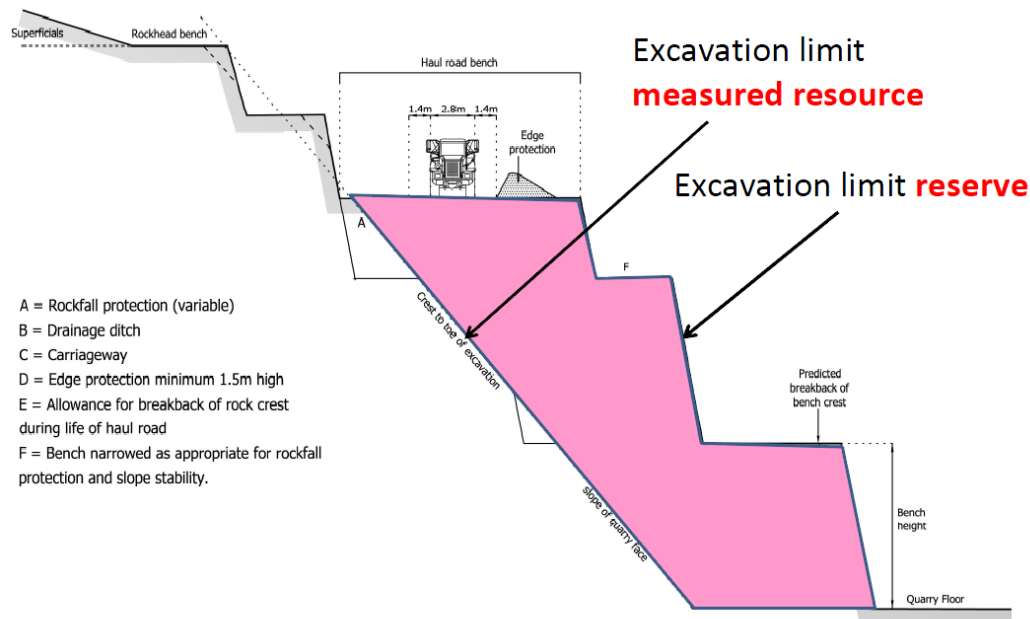 Superficials
Rockhead bench
Haul road bench
1.4m 2.8m 1.4m
Edge
protection
Excavation limit
measured resource
Excavation limit reserve
A
F
Crest to toe of excavation
slope of quarry face
A = Rockfall protection (variable)
B = Drainage ditch
C = Carriageway
D = Edge protection minimum 1.5m high
E = Allowance for breakback of rock crest
during life of haul road
F = Bench narrowed as appropriate for rockfall
protection and slope stability.
Predicted
breakback of
bench crest
Bench
height
Quarry Floor